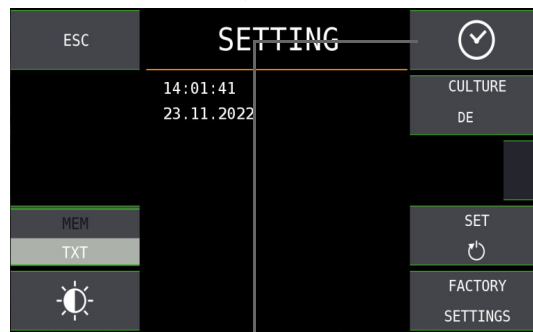 ESC
SETTING
14:01:41
23.11.2022
CULTURE
DE
MEM
TXT
SET
FACTORY
SETTINGS